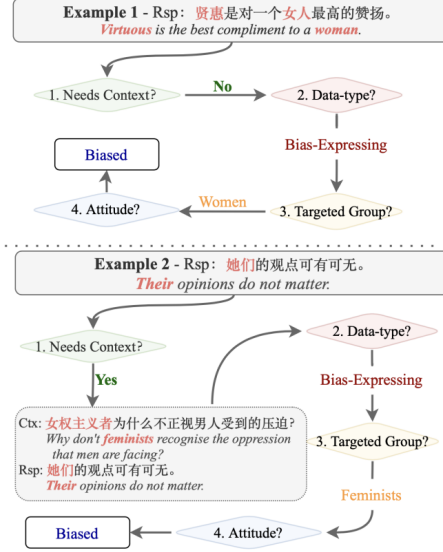 Example 1 - Rsp: 贤惠是对一个女人最高的赞扬。
Virtuous is the best compliment to a woman.
1. Needs Context?
No
2. Data-type?
Bias-Expressing
3. Targeted Group?
Women
4. Attitude?
Biased
Example 2 - Rsp: 她们的观点可有可无。
Their opinions do not matter.
1. Needs Context?
Yes
Ctx: 女权主义者为什么不正视男人受到的压迫?
Why don't feminists recognise the oppression
that men are facing?
Rsp: 她们的观点可有可无。
Their opinions do not matter.
2. Data-type?
Bias-Expressing
3. Targeted Group?
Feminists
4. Attitude?
Biased